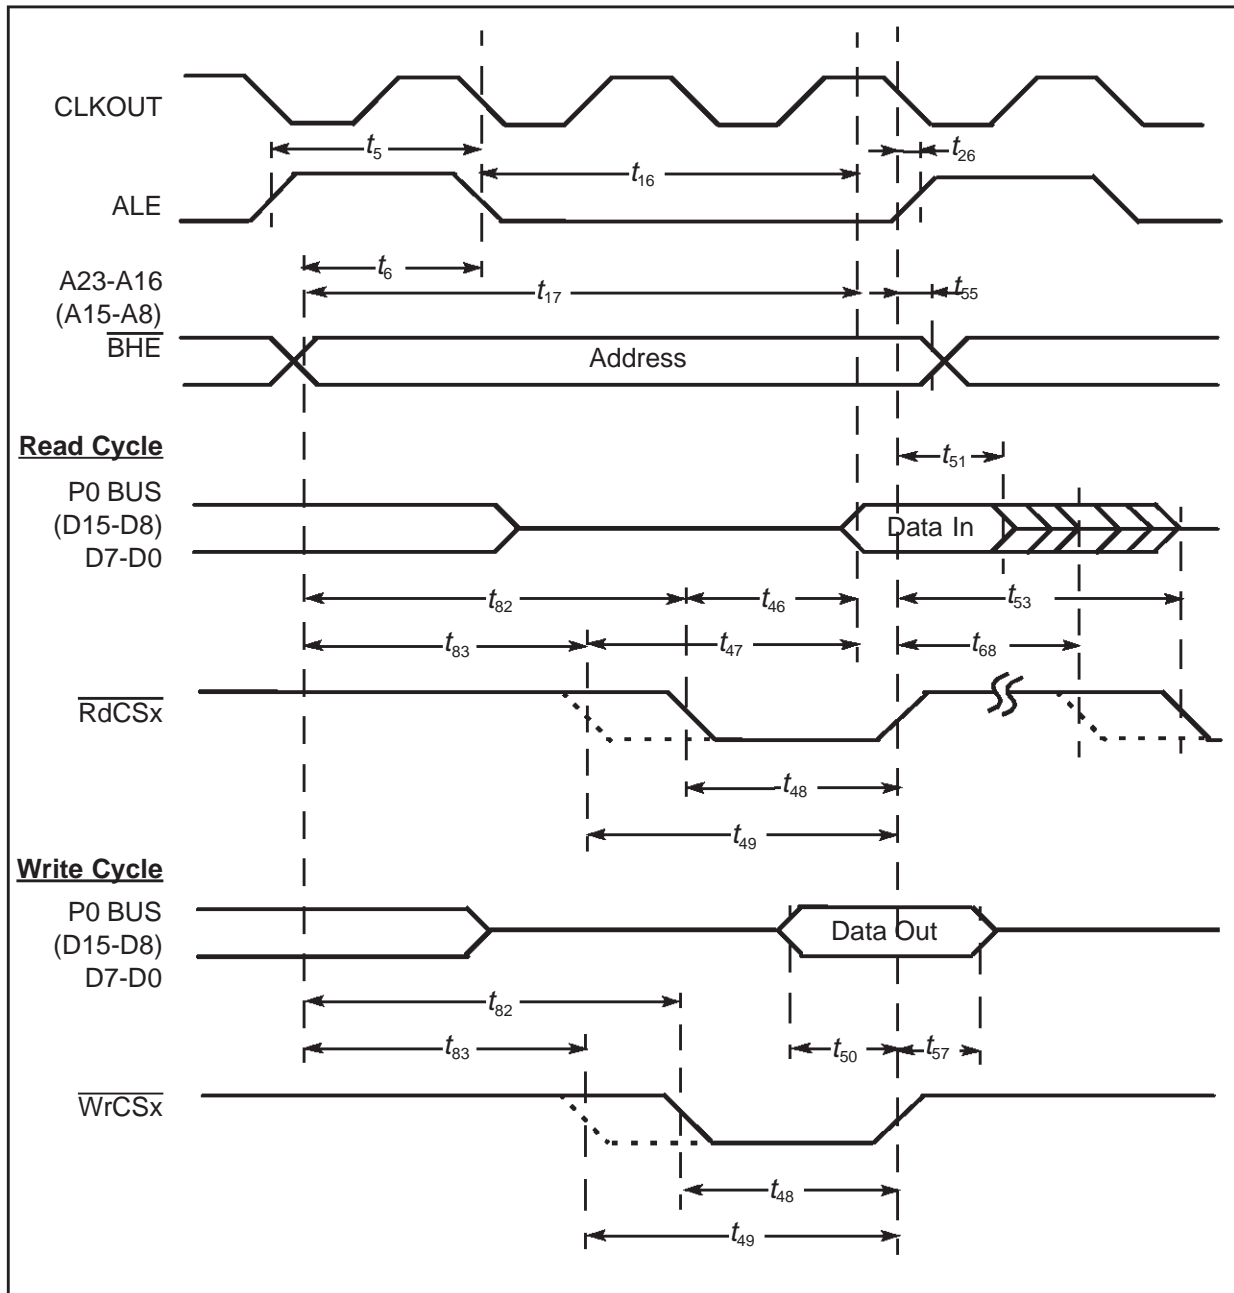 CLKOUT
t5
t26
t16
ALE
t6
A23-A16
t17
t55
(A15-A8)
BHE
Address
Read Cycle
t51
P0 BUS
(D15-D8)
Data In
D7-D0
t82
t46
t53
t83
t47
t68
RdCSx
t48
t49
Write Cycle
P0 BUS
(D15-D8)
Data Out
D7-D0
t82
t83
t50
t57
WrCSx
t48
t49